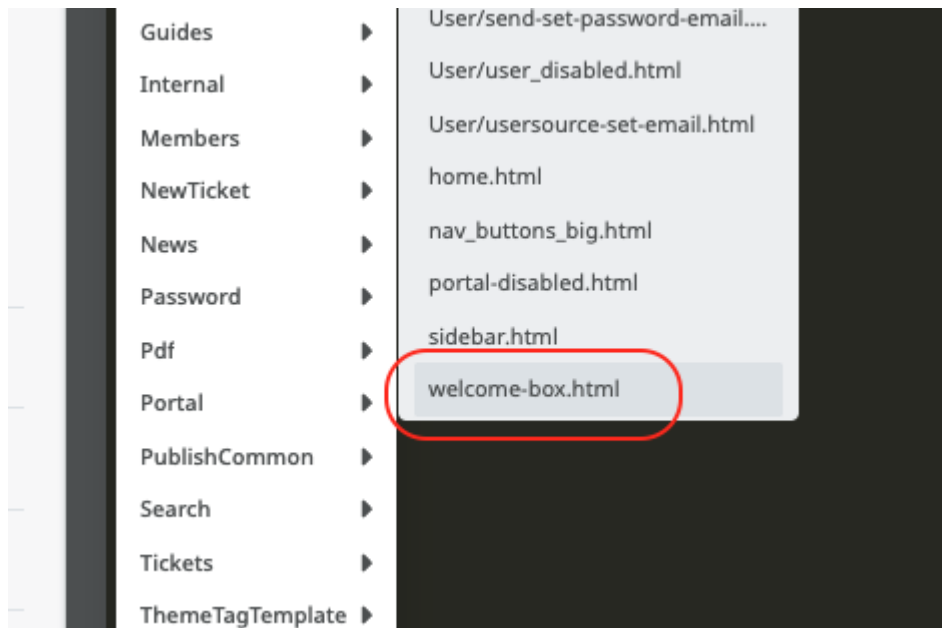 Guides
Internal
Members
NewTicket
News
Password
Pdf
Portal
PublishCommon
Search
Tickets
ThemeTagTemplate
User/send-set-password-email....
User/user_disabled.html
User/usersource-set-email.html
home.html
nav_buttons_big.html
portal-disabled.html
sidebar.html
welcome-box.html